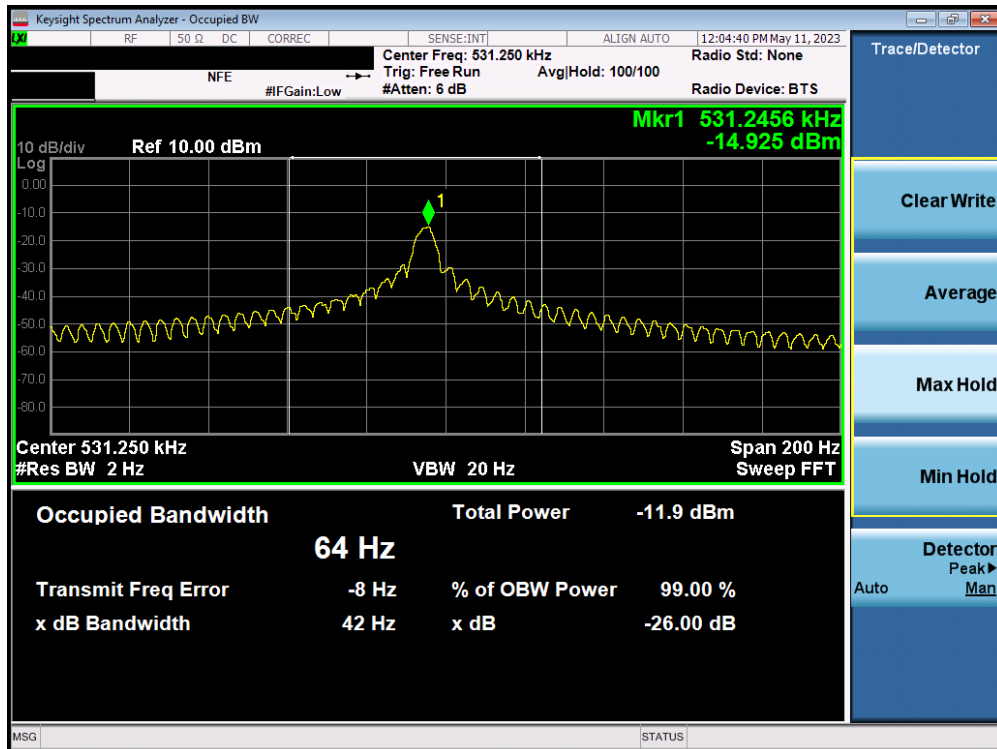 Keysight Spectrum Analyzer - Occupied BW
LXI RF 50 Ω DC CORREC SENSE:INT ALIGN AUTO 12:04:40 PM May 11, 2023
Center Freq: 531.250 kHz Radio Std: None
NFE Trig: Free Run Avg|Hold: 100/100
#IFGain:Low #Atten: 6 dB Radio Device: BTS
Mkr1 531.2456 kHz
10 dB/div Ref 10.00 dBm -14.925 dBm
Log
0.00
-10.0
-20.0
-30.0
-40.0
-50.0
-60.0
-70.0
-80.0
1
Center 531.250 kHz Span 200 Hz
#Res BW 2 Hz VBW 20 Hz Sweep FFT
Occupied Bandwidth Total Power -11.9 dBm
64 Hz
Transmit Freq Error -8 Hz % of OBW Power 99.00 %
x dB Bandwidth 42 Hz x dB -26.00 dB
MSG STATUS
Trace/Detector
Clear Write
Average
Max Hold
Min Hold
Detector
Peak▶
Auto Man